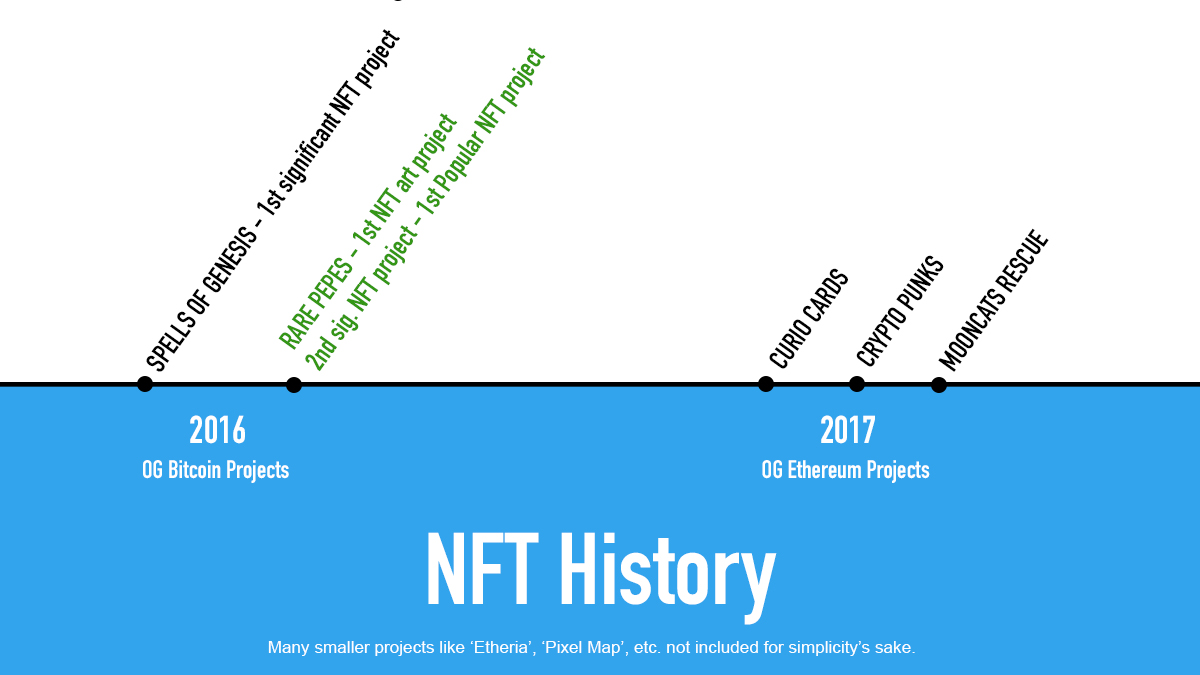 SPELLS OF GENESIS – 1st significant NFT project
RARE PEPES – 1st NFT art project
2nd sig. NFT project – 1st Popular NFT project
CURIO CARDS
CRYPTO PUNKS
MOONCATS RESCUE
2016
OG Bitcoin Projects
2017
OG Ethereum Projects
NFT History
Many smaller projects like ‘Etheria’, ‘Pixel Map’, etc. not included for simplicity’s sake.